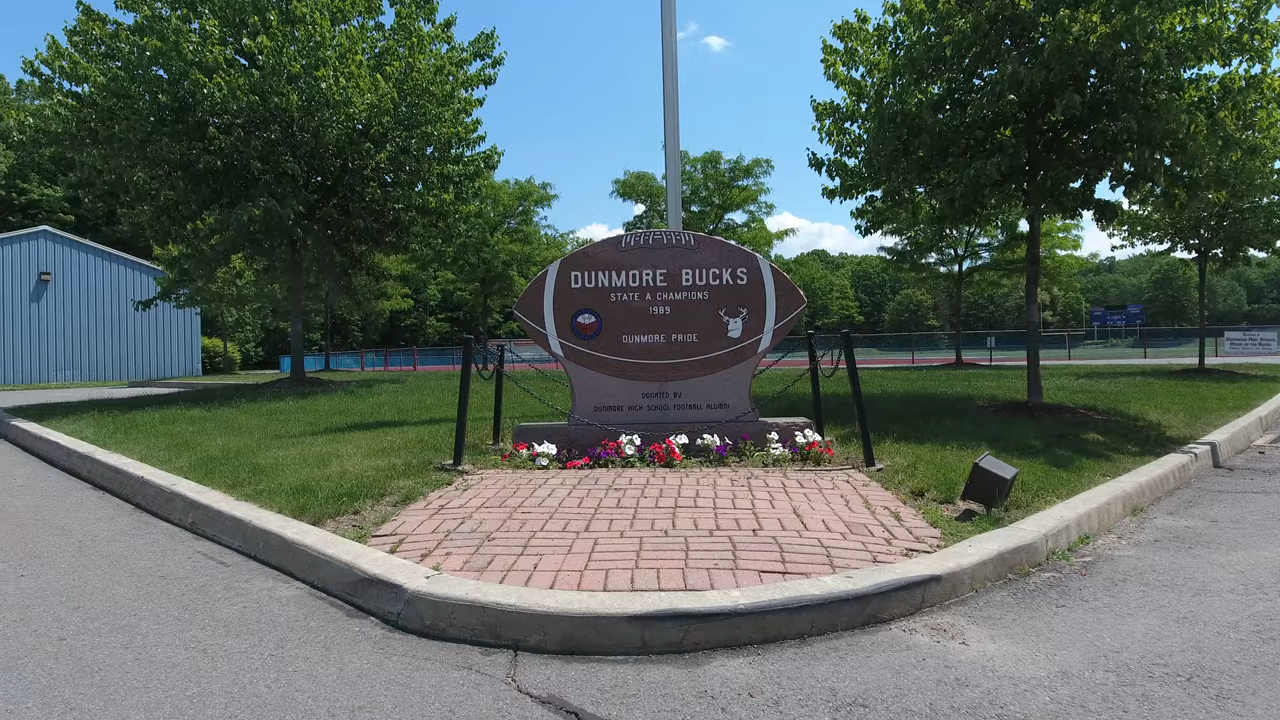 DUNMORE BUCKS
STATE A CHAMPIONS
1989
DUNMORE PRIDE
DONATED BY
DUNMORE HIGH SCHOOL FOOTBALL ALUMNI